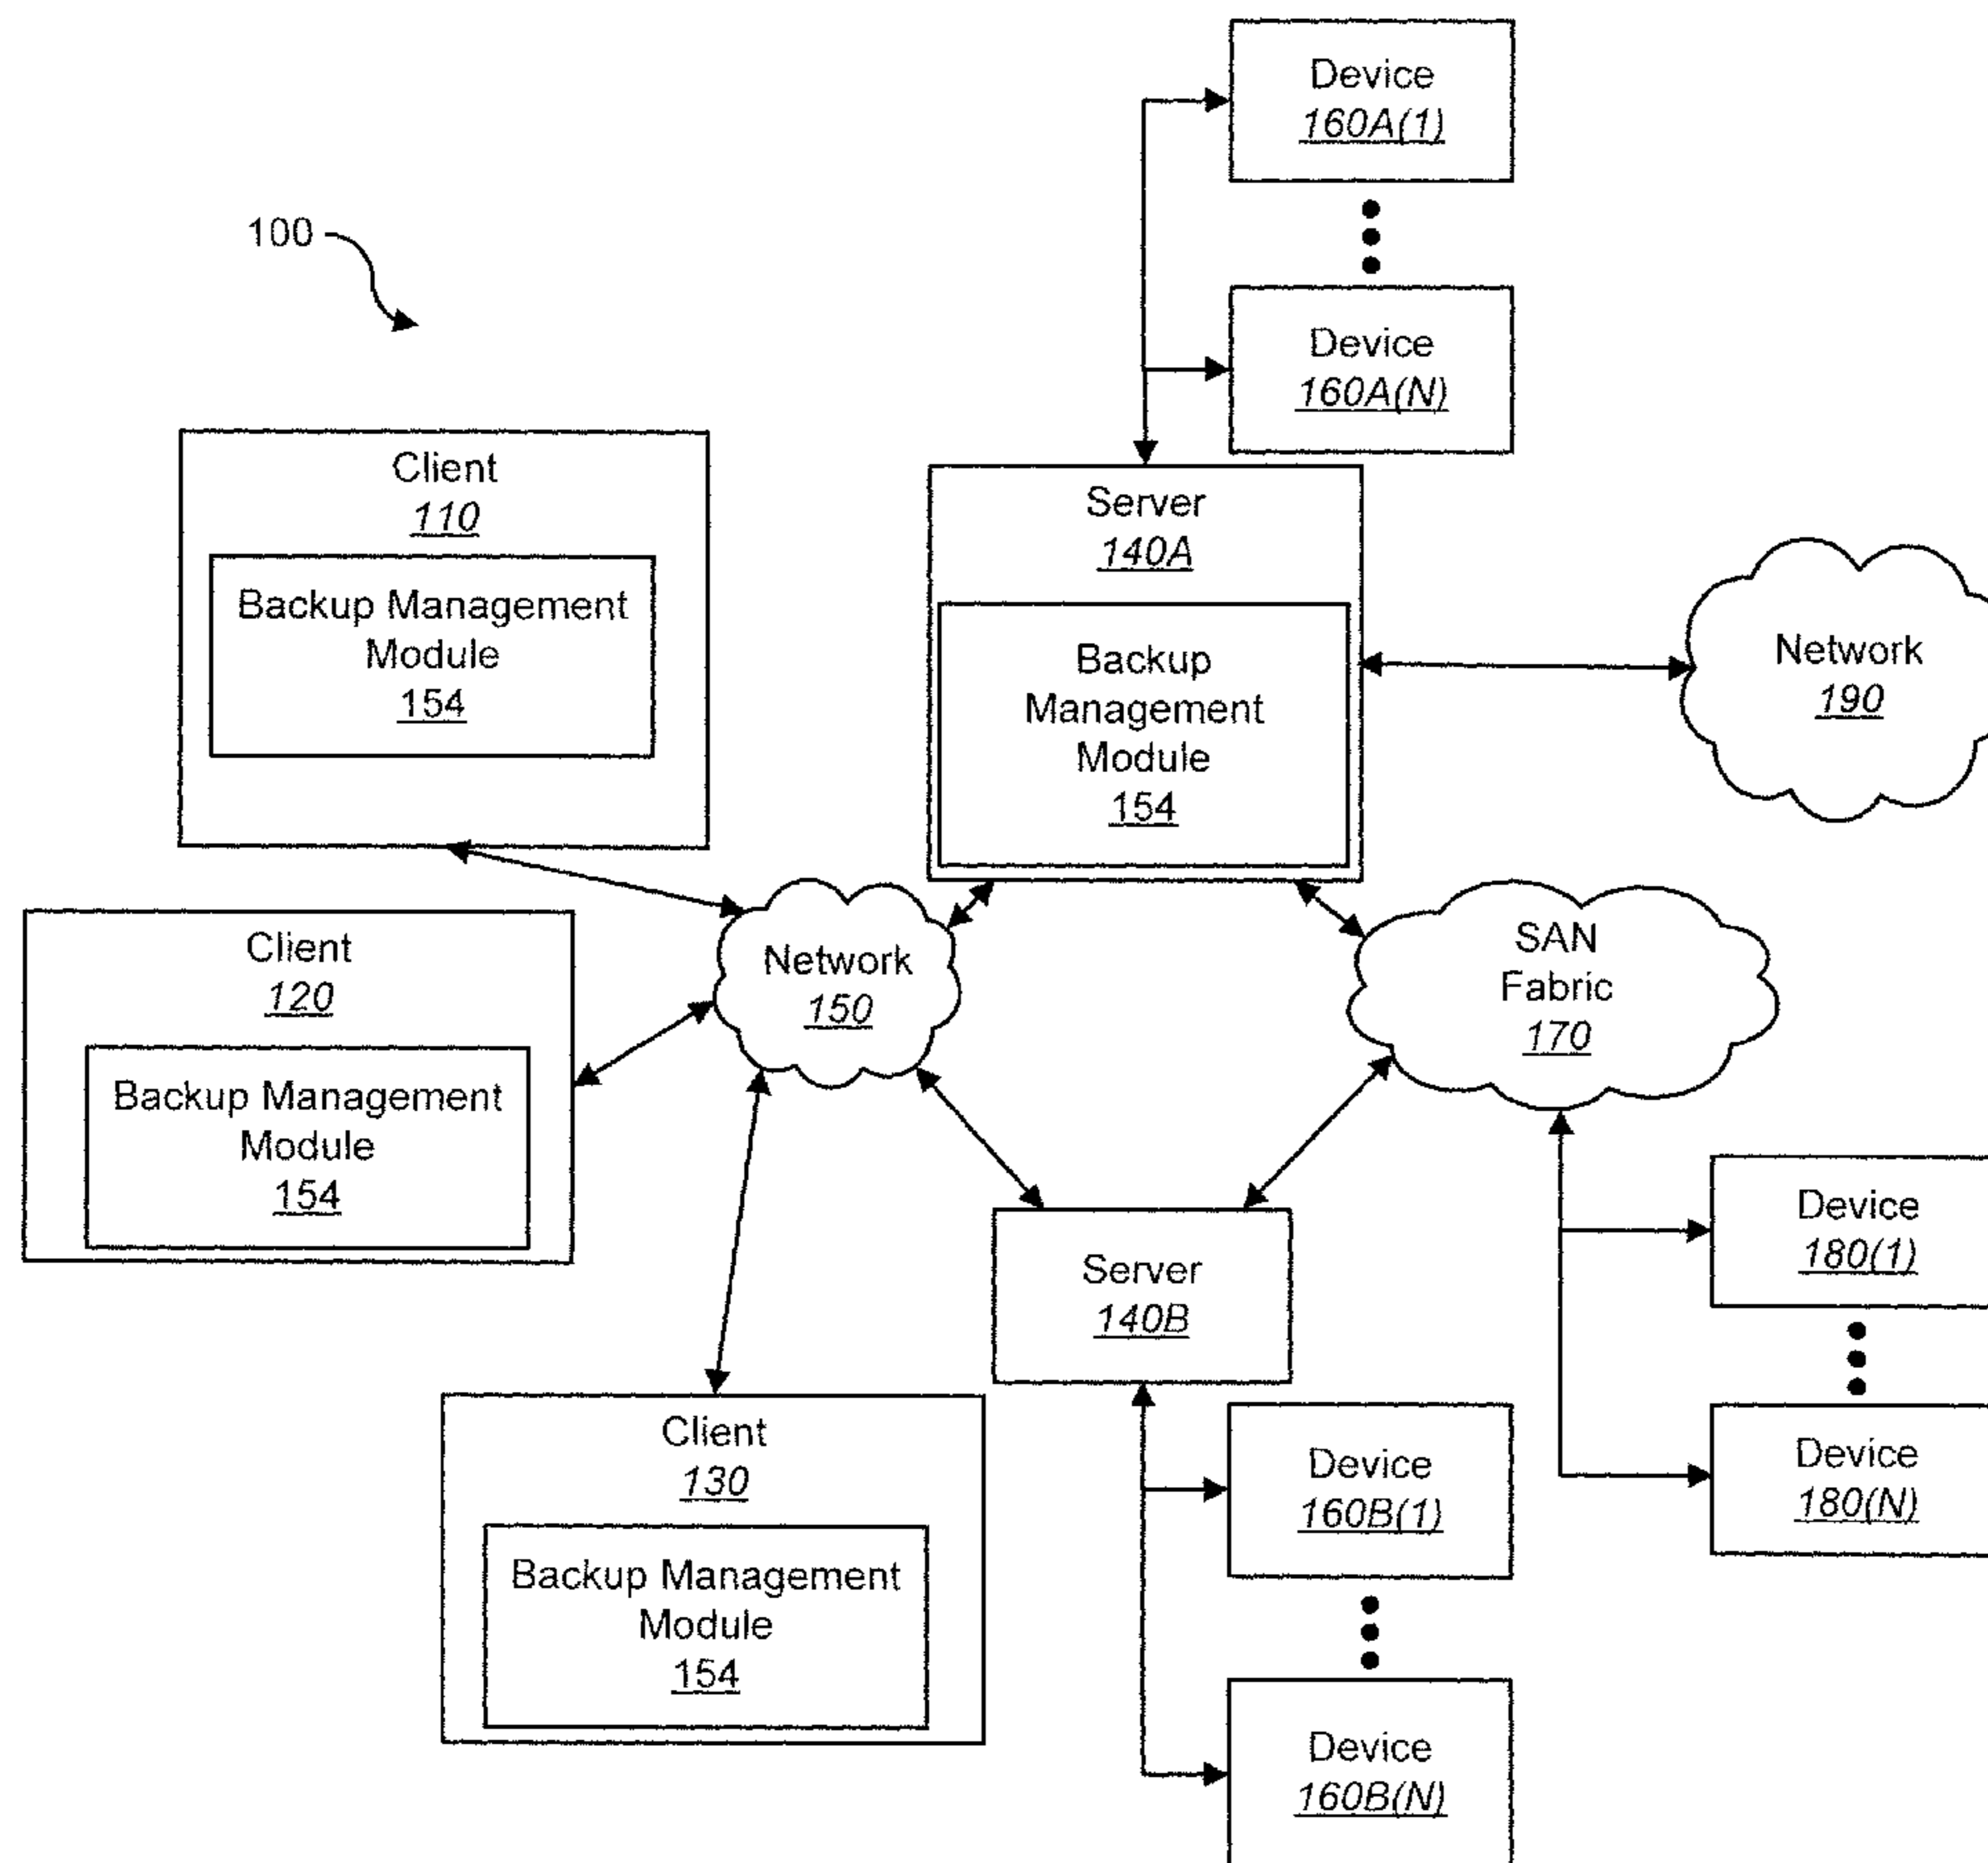 Device
160A(1)
100
Device
160A(N)
Client
110
Backup Management
Module
154
Server
140A
Backup
Management
Module
154
Network
190
Client
120
Backup Management
Module
154
Network
150
SAN
Fabric
170
Device
180(1)
Server
140B
Client
130
Backup Management
Module
154
Device
160B(1)
Device
180(N)
Device
160B(N)